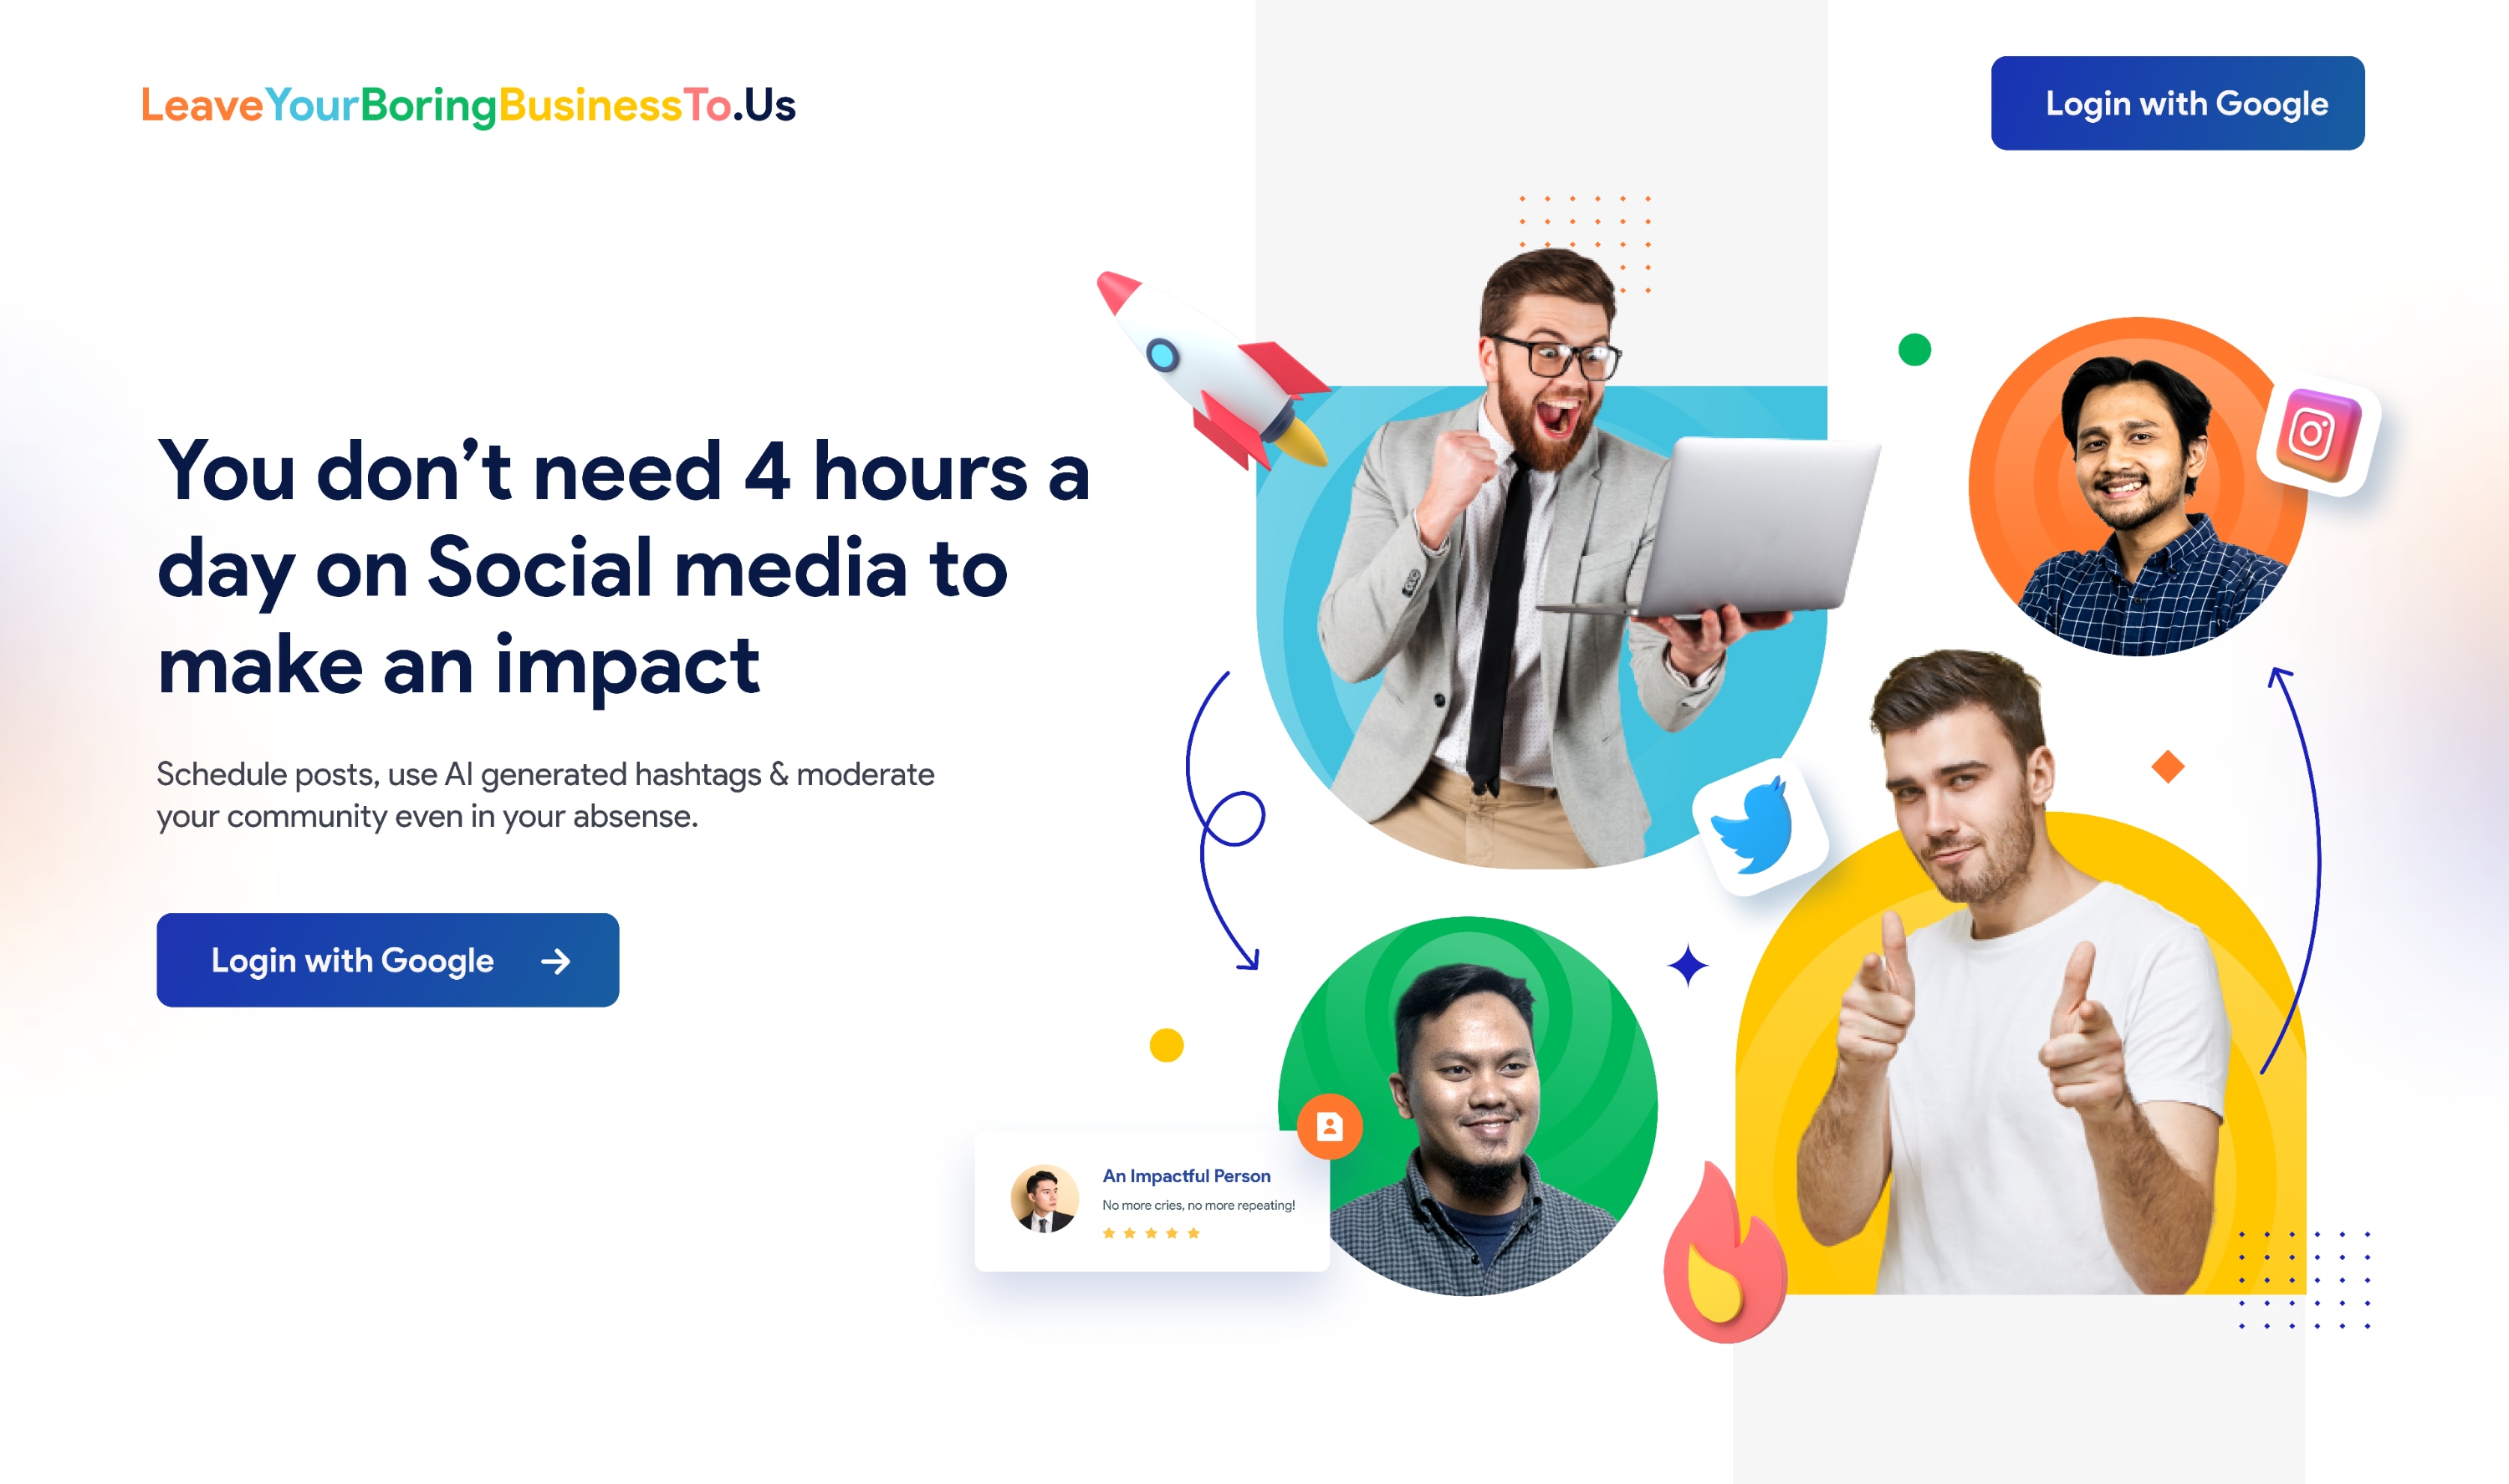 LeaveYourBoringBusinessTo.Us
Login with Google
You don’t need 4 hours a
day on Social media to
make an impact
Schedule posts, use AI generated hashtags & moderate
your community even in your absense.
Login with Google
An Impactful Person
No more cries, no more repeating!